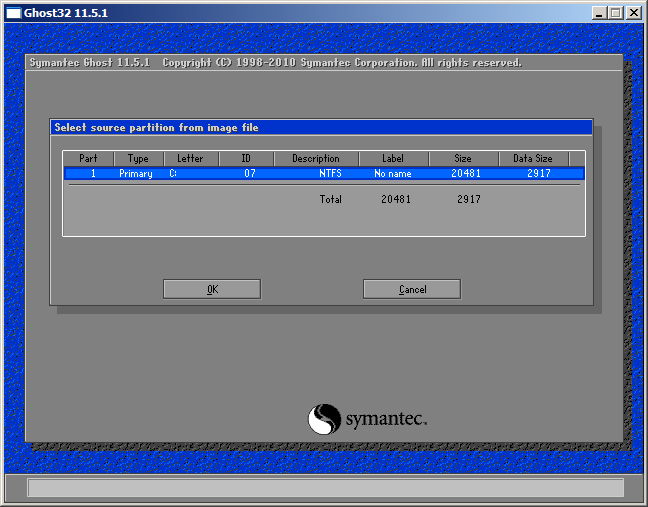 Ghost32 11.5.1
Symantec Ghost 11.5.1 Copyright (C) 1998-2010 Symantec Corporation. All rights reserved.
Select source partition from image file
Part Type Letter ID Description Label Size Data Size
1 Primary C: 07 NTFS No name 20481 2917
Total 20481 2917
OK Cancel
symantec.